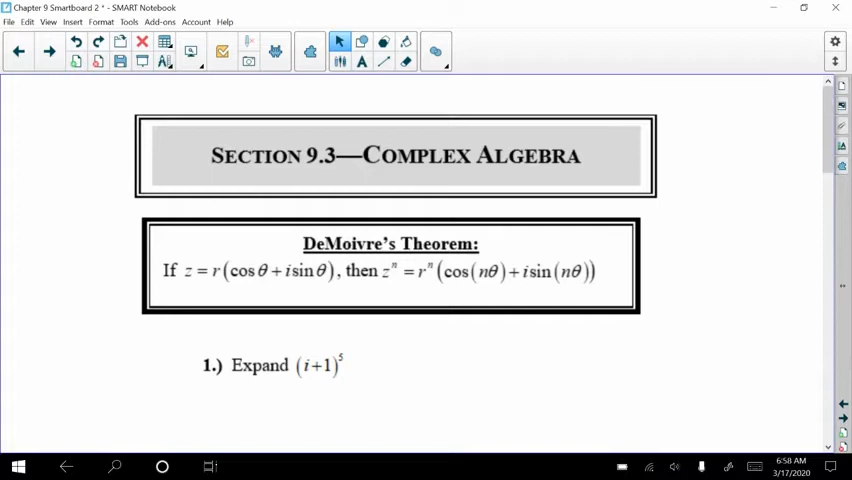 Chapter 9 Smartboard 2 * - SMART Notebook
File Edit View Insert Format Tools Add-ons Account Help
SECTION 9.3—COMPLEX ALGEBRA
DeMoivre's Theorem:
If z = r(cosθ + i sinθ), then zⁿ = rⁿ(cos(nθ) + i sin(nθ))
1.) Expand (i+1)⁵
6:58 AM
3/17/2020